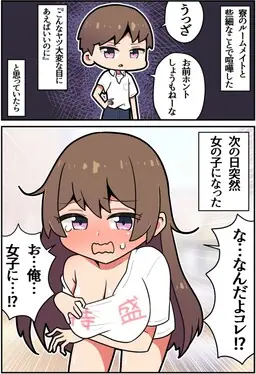 寮のルームメイトと
些細なことで喧嘩した
うっざ
お前ホント
しょうもねーな
『こんなヤツ大変な目に
あえばいいのに』
と思っていたら
次の日突然
女の子になった
な…なんだよコレ!?
お…俺…
女子に…!?
盛